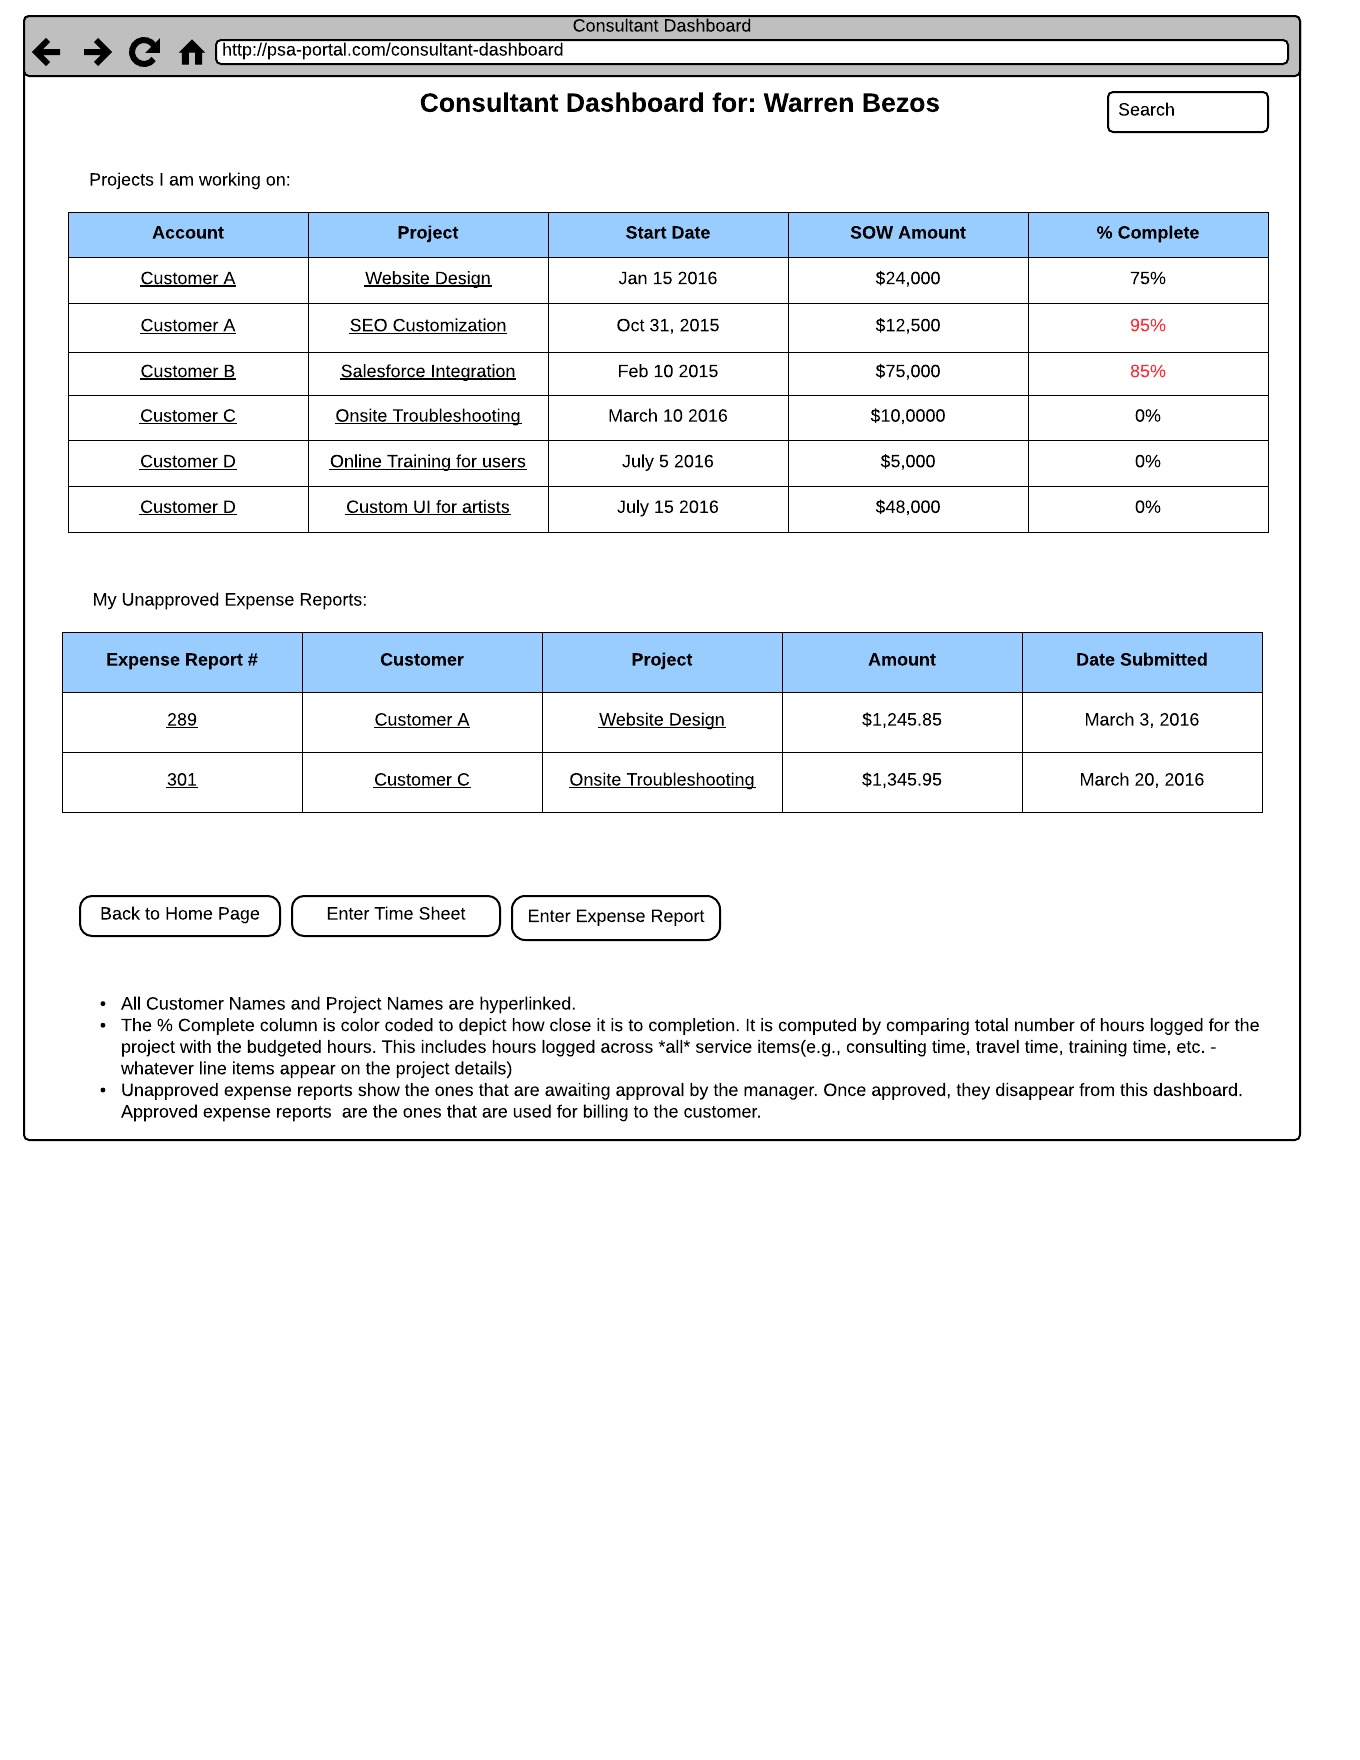 Consultant Dashboard
http://psa-portal.com/consultant-dashboard
Consultant Dashboard for: Warren Bezos
Search
Projects I am working on:
Account Project Start Date SOW Amount % Complete
Customer A Website Design Jan 15 2016 $24,000 75%
Customer A SEO Customization Oct 31, 2015 $12,500 95%
Customer B Salesforce Integration Feb 10 2015 $75,000 85%
Customer C Onsite Troubleshooting March 10 2016 $10,0000 0%
Customer D Online Training for users July 5 2016 $5,000 0%
Customer D Custom UI for artists July 15 2016 $48,000 0%
My Unapproved Expense Reports:
Expense Report # Customer Project Amount Date Submitted
289 Customer A Website Design $1,245.85 March 3, 2016
301 Customer C Onsite Troubleshooting $1,345.95 March 20, 2016
Back to Home Page Enter Time Sheet Enter Expense Report
• All Customer Names and Project Names are hyperlinked.
• The % Complete column is color coded to depict how close it is to completion. It is computed by comparing total number of hours logged for the
project with the budgeted hours. This includes hours logged across *all* service items(e.g., consulting time, travel time, training time, etc. -
whatever line items appear on the project details)
• Unapproved expense reports show the ones that are awaiting approval by the manager. Once approved, they disappear from this dashboard.
Approved expense reports  are the ones that are used for billing to the customer.